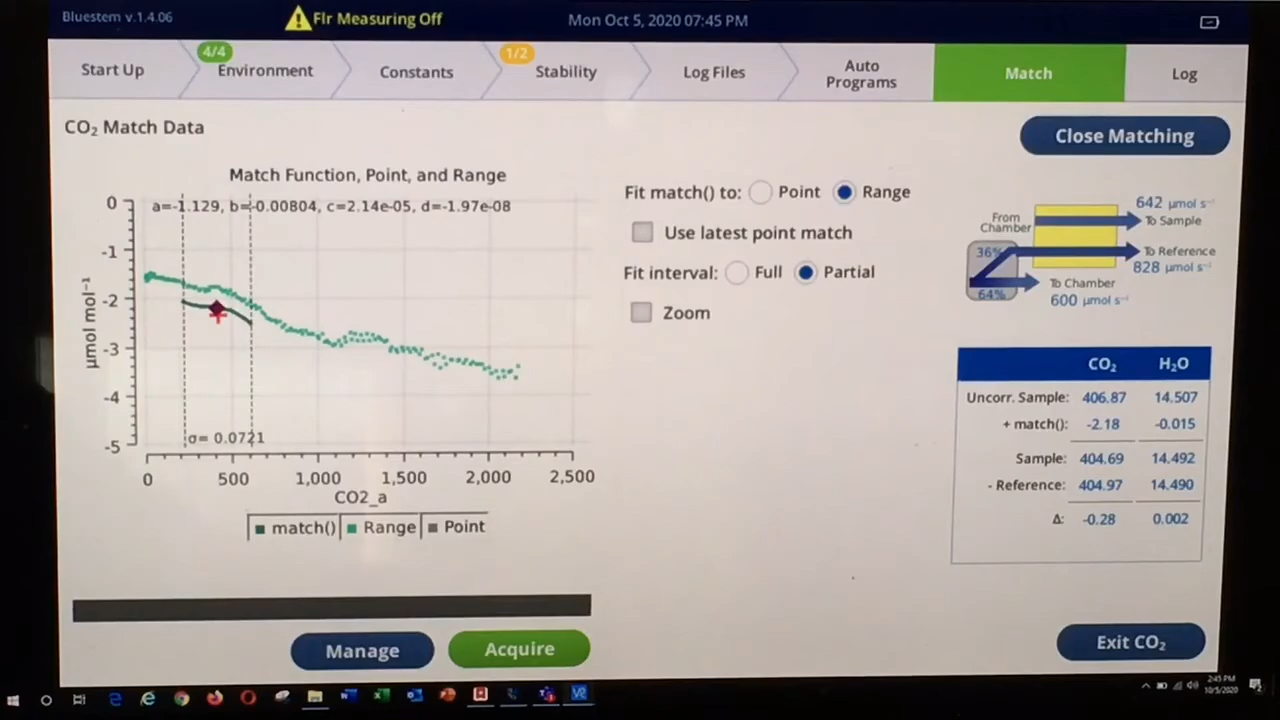 Bluestem v.1.4.06
Flr Measuring Off
Mon Oct 5, 2020 07:45 PM
Start Up
4/4
Environment
Constants
1/2
Stability
Log Files
Auto
Programs
Match
Log
CO₂ Match Data
Close Matching
Match Function, Point, and Range
a=-1.129, b=-0.00804, c=2.14e-05, d=-1.97e-08
0
-1
-2
-3
-4
-5
μmol mol⁻¹
σ= 0.0721
0 500 1,000 1,500 2,000 2,500
CO2_a
match() Range Point
Fit match() to: Point Range
Use latest point match
Fit interval: Full Partial
Zoom
642 μmol s⁻¹
From
Chamber
To Sample
36%
To Reference
828 μmol s⁻¹
To Chamber
64%
600 μmol s⁻¹
CO₂ H₂O
Uncorr. Sample: 406.87 14.507
+ match(): -2.18 -0.015
Sample: 404.69 14.492
- Reference: 404.97 14.490
Δ: -0.28 0.002
Manage
Acquire
Exit CO₂
2:45 PM
10/5/2020